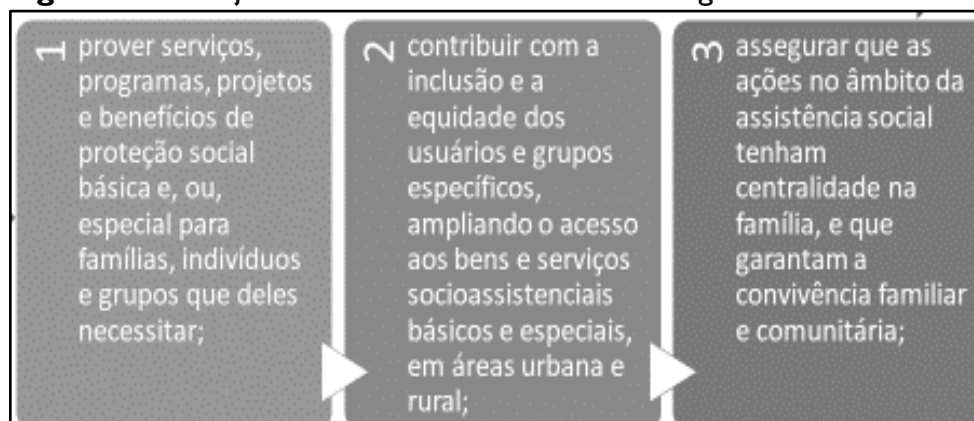 1
prover serviços,
programas, projetos
e benefícios de
proteção social
básica e, ou,
especial para
famílias, indivíduos
e grupos que deles
necessitar;
2
contribuir com a
inclusão e a
equidade dos
usuários e grupos
específicos,
ampliando o acesso
aos bens e serviços
socioassistenciais
básicos e especiais,
em áreas urbana e
rural;
3
assegurar que as
ações no âmbito da
assistência social
tenham
centralidade na
família, e que
garantam a
convivência familiar
e comunitária;